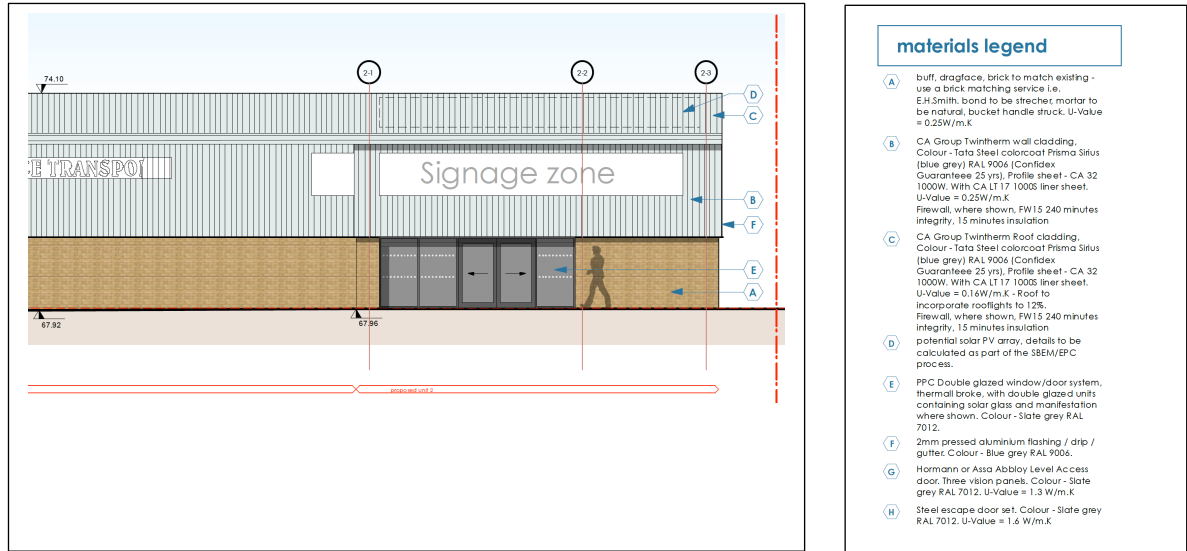 74.10
2-1
2-2
2-3
D
C
E TRANSPO
Signage zone
B
F
E
A
67.92
67.96
proposed unit 2
materials legend
A
buff, dragface, brick to match existing -
use a brick matching service i.e.
E.H.Smith. bond to be strecher, mortar to
be natural, bucket handle struck. U-Value
= 0.25W/m.K
B
CA Group Twintherm wall cladding,
Colour - Tata Steel colorcoat Prisma Sirius
(blue grey) RAL 9006 (Confidex
Guaranteee 25 yrs), Profile sheet - CA 32
1000W. With CA LT 17 1000S liner sheet.
U-Value = 0.25W/m.K
Firewall, where shown, FW15 240 minutes
integrity, 15 minutes insulation
C
CA Group Twintherm Roof cladding,
Colour - Tata Steel colorcoat Prisma Sirius
(blue grey) RAL 9006 (Confidex
Guaranteee 25 yrs), Profile sheet - CA 32
1000W. With CA LT 17 1000S liner sheet.
U-Value = 0.16W/m.K - Roof to
incorporate rooflights to 12%.
Firewall, where shown, FW15 240 minutes
integrity, 15 minutes insulation
D
potential solar PV array, details to be
calculated as part of the SBEM/EPC
process.
E
PPC Double glazed window/door system,
thermall broke, with double glazed units
containing solar glass and manifestation
where shown. Colour - Slate grey RAL
7012.
F
2mm pressed aluminium flashing / drip /
gutter. Colour - Blue grey RAL 9006.
G
Hormann or Assa Abbloy Level Access
door. Three vision panels. Colour - Slate
grey RAL 7012. U-Value = 1.3 W/m.K
H
Steel escape door set. Colour - Slate grey
RAL 7012. U-Value = 1.6 W/m.K